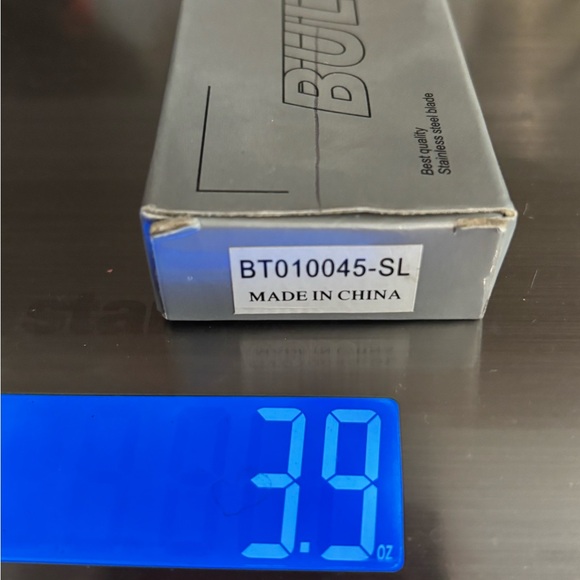 BUL
Best quality
Stainless steel blade
BT010045-SL
MADE IN CHINA
3.9 oz